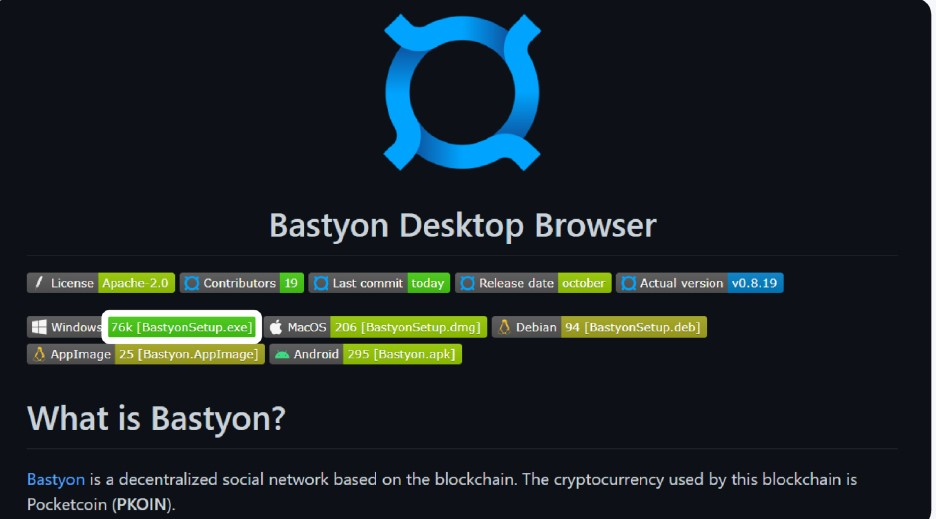 Bastyon Desktop Browser
License Apache-2.0 Contributors 19 Last commit today Release date october Actual version v0.8.19
Windows 76k [BastyonSetup.exe] MacOS 206 [BastyonSetup.dmg] Debian 94 [BastyonSetup.deb]
AppImage 25 [Bastyon.AppImage] Android 295 [Bastyon.apk]
What is Bastyon?
Bastyon is a decentralized social network based on the blockchain. The cryptocurrency used by this blockchain is
Pocketcoin (PKOIN).